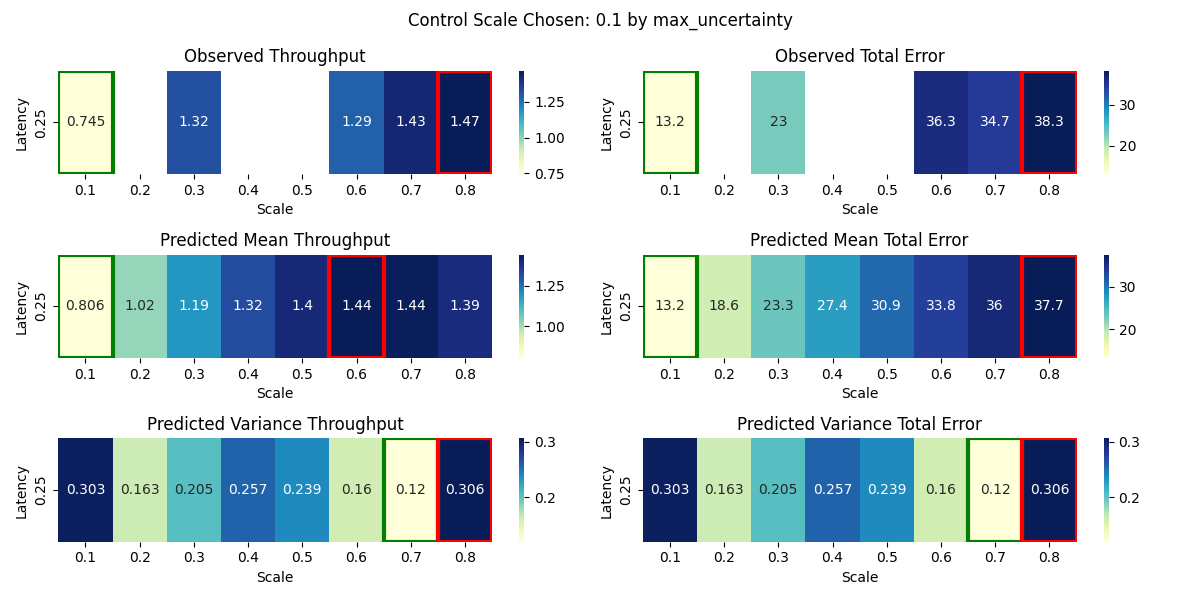 Control Scale Chosen: 0.1 by max_uncertainty
Observed Throughput
Latency
0.25
0.745 1.32 1.29 1.43 1.47
1.25
1.00
0.75
0.1 0.2 0.3 0.4 0.5 0.6 0.7 0.8
Scale
Observed Total Error
Latency
0.25
13.2 23 36.3 34.7 38.3
30
20
0.1 0.2 0.3 0.4 0.5 0.6 0.7 0.8
Scale
Predicted Mean Throughput
Latency
0.25
0.806 1.02 1.19 1.32 1.4 1.44 1.44 1.39
1.25
1.00
0.1 0.2 0.3 0.4 0.5 0.6 0.7 0.8
Scale
Predicted Mean Total Error
Latency
0.25
13.2 18.6 23.3 27.4 30.9 33.8 36 37.7
30
20
0.1 0.2 0.3 0.4 0.5 0.6 0.7 0.8
Scale
Predicted Variance Throughput
Latency
0.25
0.303 0.163 0.205 0.257 0.239 0.16 0.12 0.306
0.3
0.2
0.1 0.2 0.3 0.4 0.5 0.6 0.7 0.8
Scale
Predicted Variance Total Error
Latency
0.25
0.303 0.163 0.205 0.257 0.239 0.16 0.12 0.306
0.3
0.2
0.1 0.2 0.3 0.4 0.5 0.6 0.7 0.8
Scale